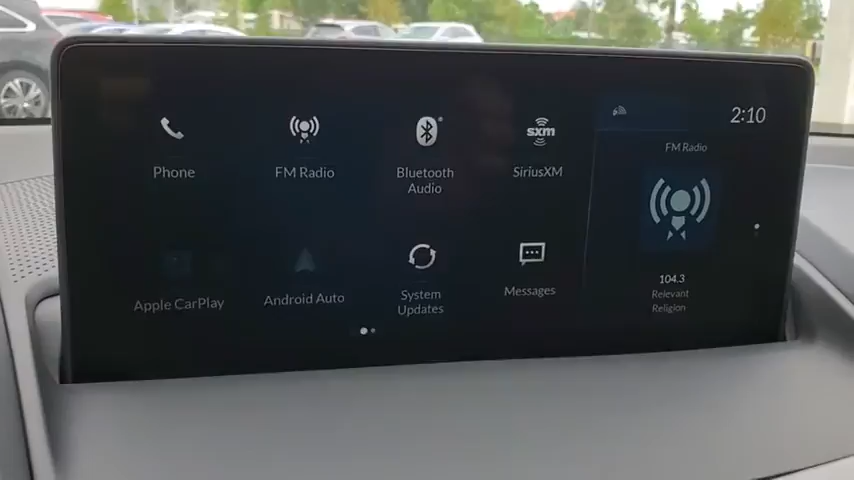 Phone
FM Radio
Bluetooth
Audio
sxm
SiriusXM
2:10
FM Radio
Apple CarPlay
Android Auto
System
Updates
Messages
104.3
Relevant
Religion